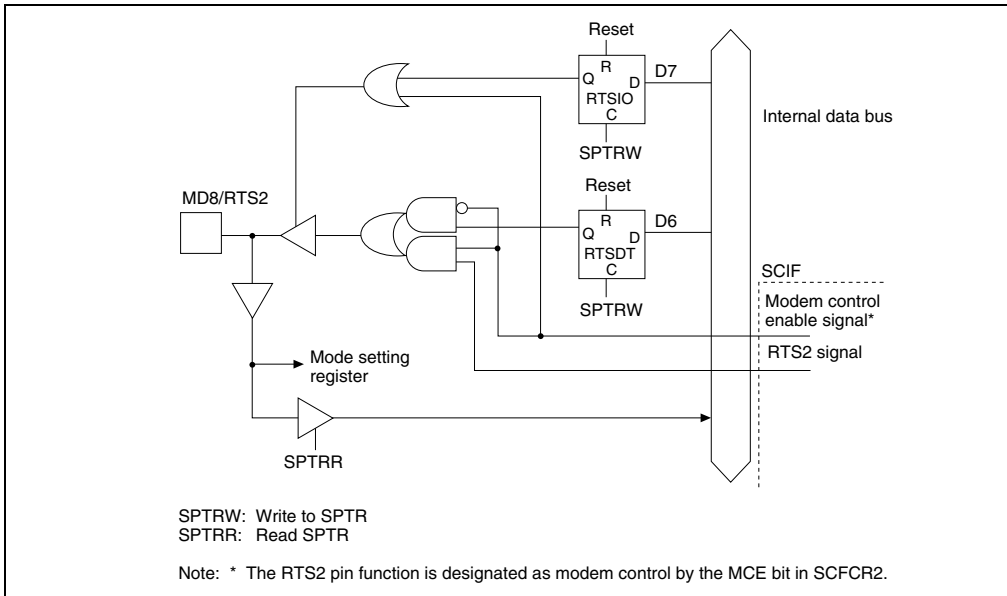 Reset
R
Q
D
D7
RTSIO
C
Internal data bus
SPTRW
MD8/RTS2
Reset
R
Q
D
D6
RTSDT
C
SPTRW
SCIF
Modem control
enable signal*
RTS2 signal
Mode setting
register
SPTRR
SPTRW: Write to SPTR
SPTRR: Read SPTR
Note: * The RTS2 pin function is designated as modem control by the MCE bit in SCFCR2.